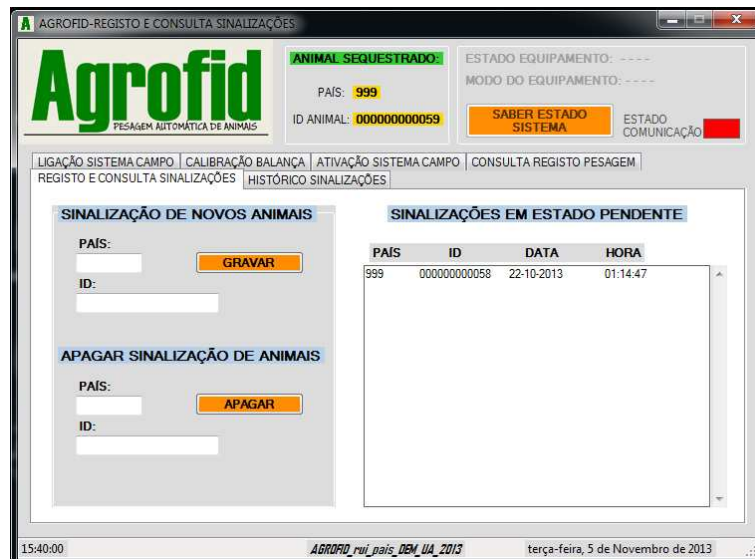 AGROFID-REGISTO E CONSULTA SINALIZAÇÕES
Agrofid
PESAGEM AUTOMÁTICA DE ANIMAIS
ANIMAL SEQUESTRADO:
PAÍS: 999
ID ANIMAL: 000000000059
ESTADO EQUIPAMENTO: ----
MODO DO EQUIPAMENTO: ----
SABER ESTADO
SISTEMA
ESTADO
COMUNICAÇÃO
LIGAÇÃO SISTEMA CAMPO CALIBRAÇÃO BALANÇA ATIVAÇÃO SISTEMA CAMPO CONSULTA REGISTO PESAGEM
REGISTO E CONSULTA SINALIZAÇÕES HISTÓRICO SINALIZAÇÕES
SINALIZAÇÃO DE NOVOS ANIMAIS
PAÍS:
GRAVAR
ID:
APAGAR SINALIZAÇÃO DE ANIMAIS
PAÍS:
APAGAR
ID:
SINALIZAÇÕES EM ESTADO PENDENTE
PAÍS ID DATA HORA
999 000000000058 22-10-2013 01:14:47
15:40:00 AGROFID_rui_pais_DEM_UA_2013 terça-feira, 5 de Novembro de 2013